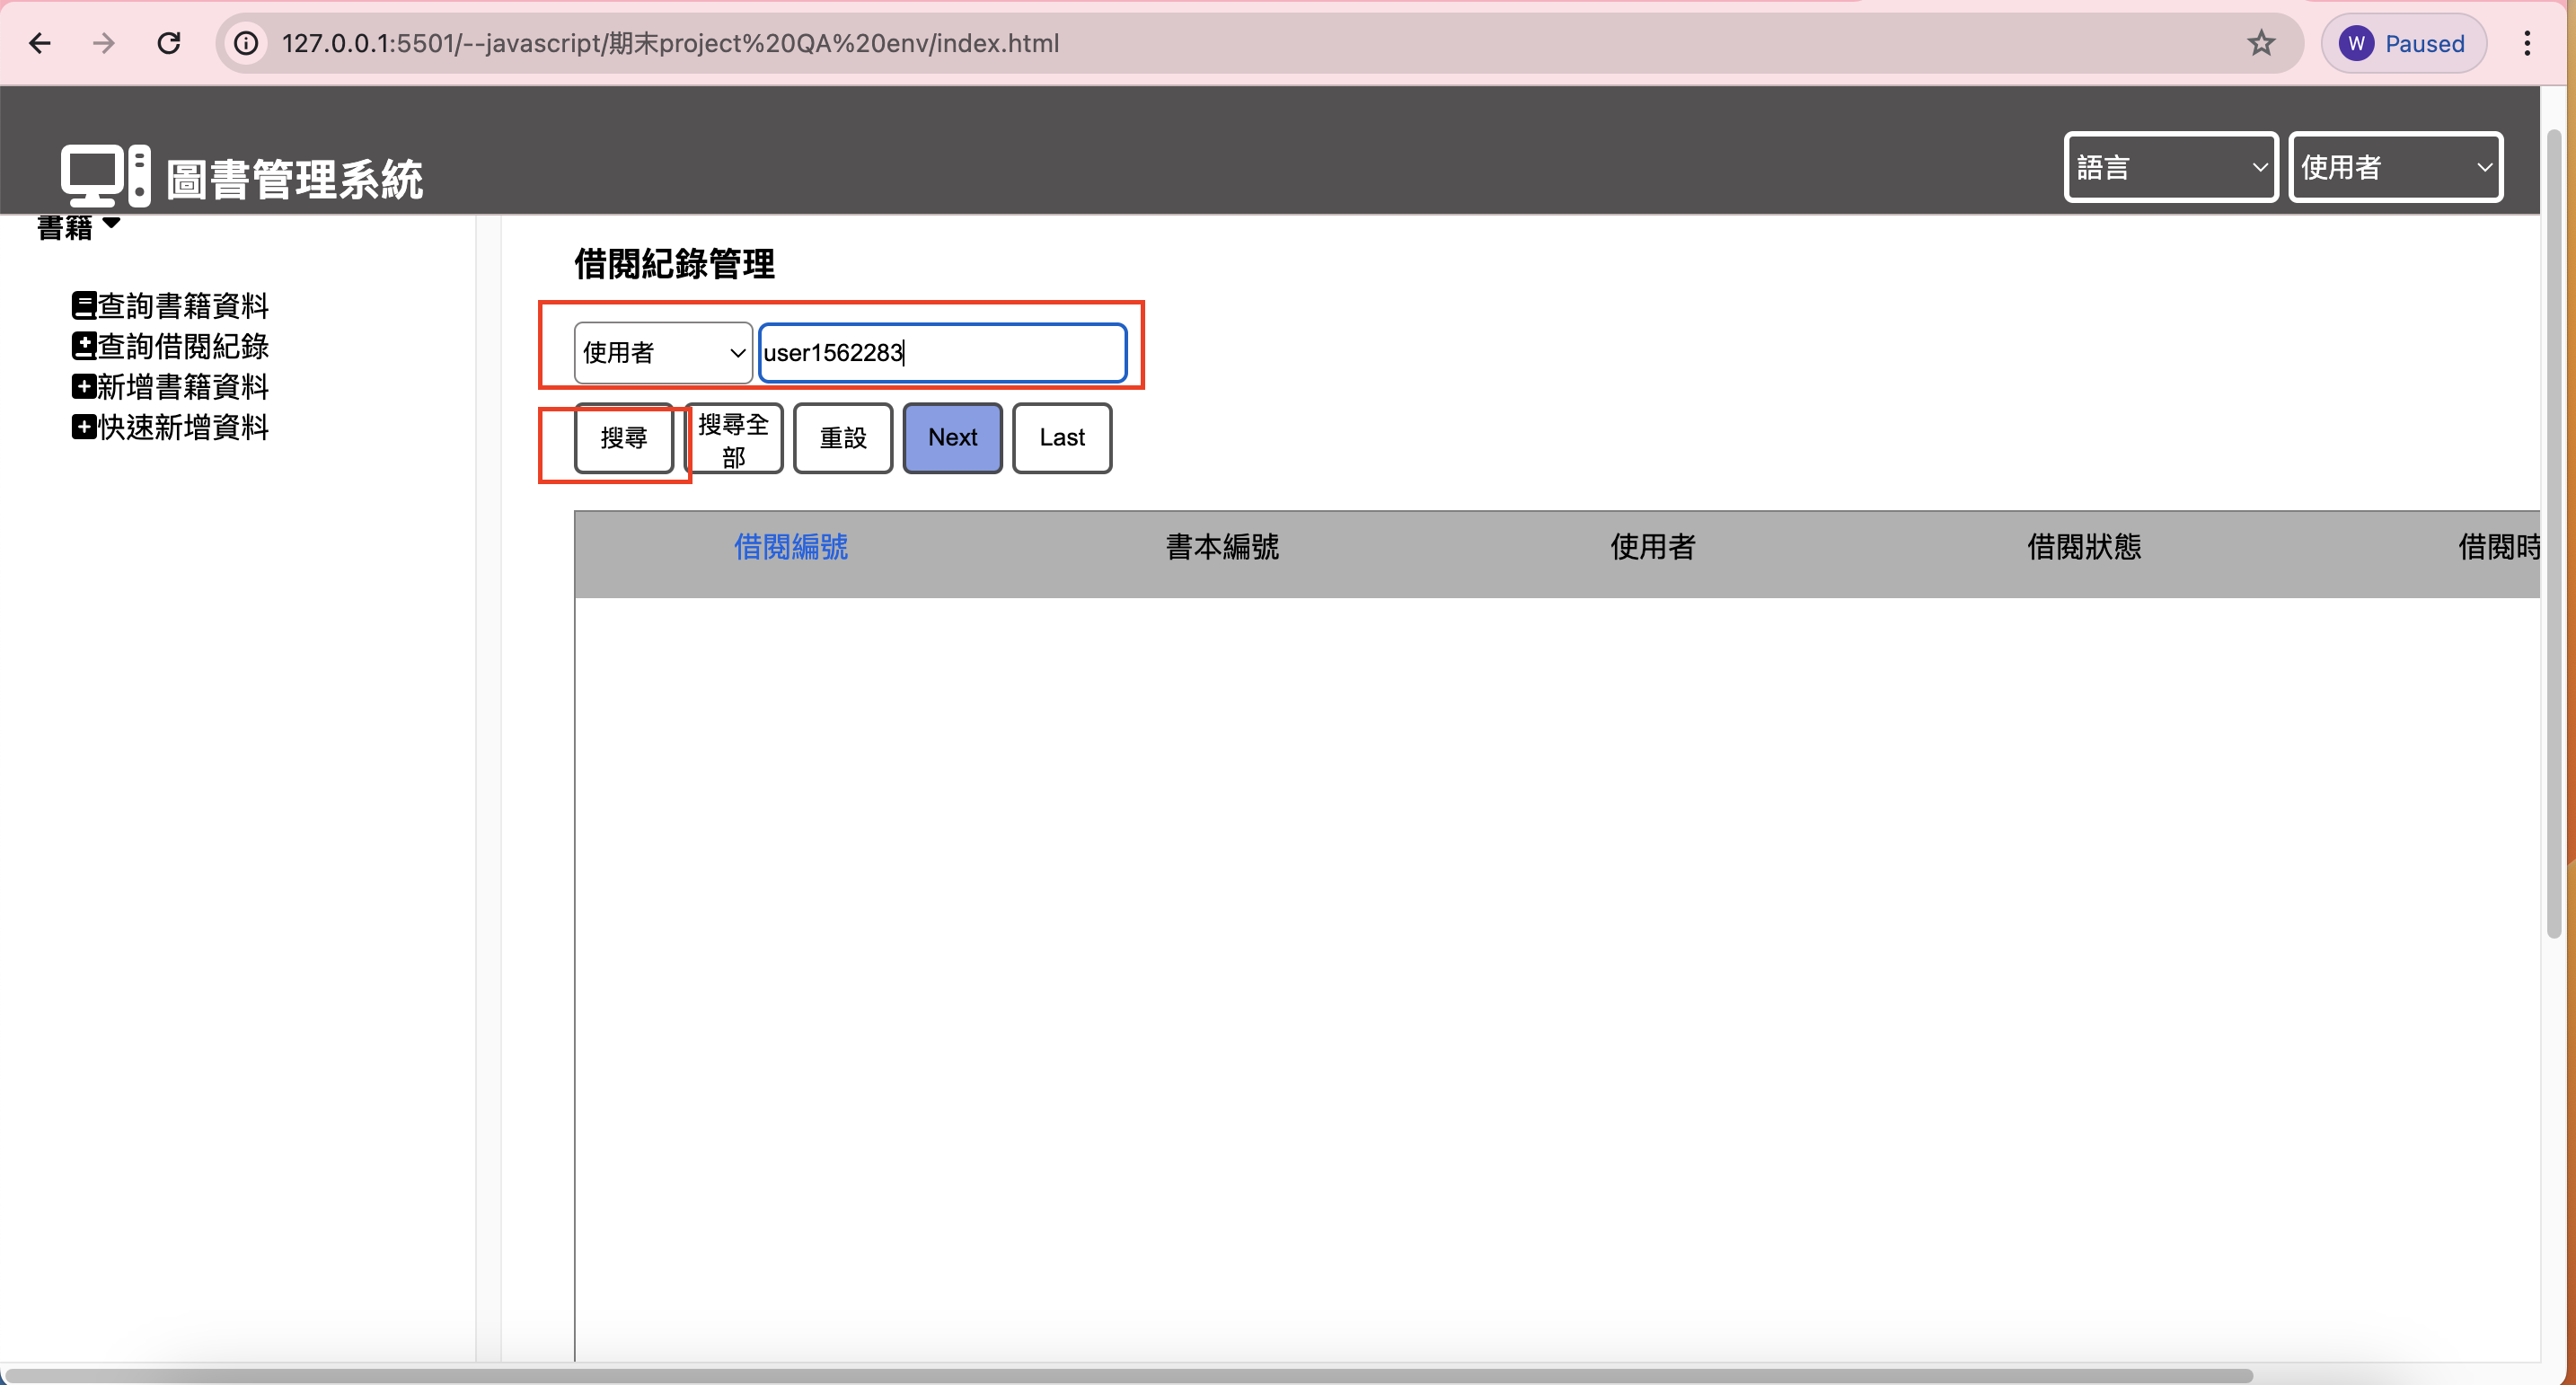 127.0.0.1:5501/--javascript/期末project%20QA%20env/index.html
W Paused
圖書管理系統
語言
使用者
書籍
查詢書籍資料
查詢借閱紀錄
新增書籍資料
快速新增資料
借閱紀錄管理
使用者
user1562283
搜尋
搜尋全
部
重設
Next
Last
借閱編號 書本編號 使用者 借閱狀態 借閱時